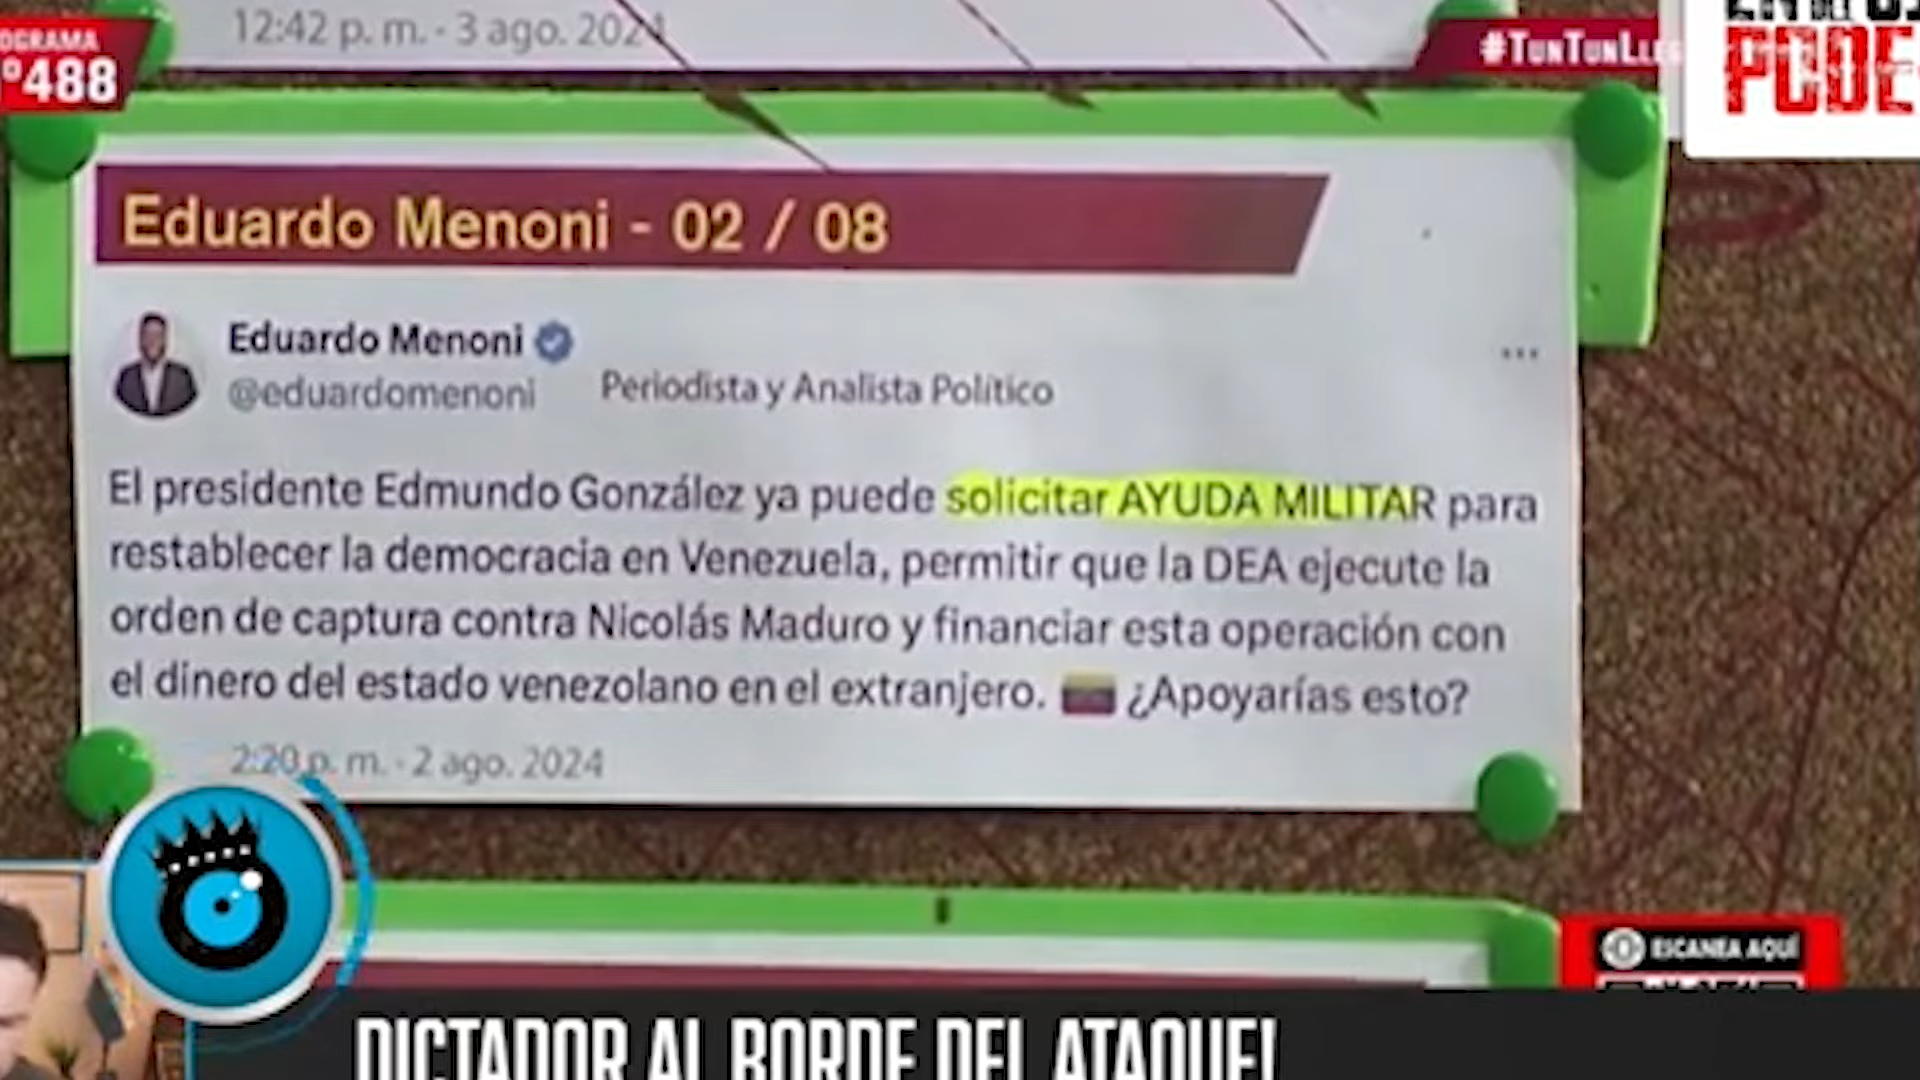 12:42 p. m. · 3 ago. 2024
OGRAMA
488
#TunTunLle
PODE
Eduardo Menoni - 02 / 08
Eduardo Menoni
@eduardomenoni Periodista y Analista Político
El presidente Edmundo González ya puede solicitar AYUDA MILITAR para
restablecer la democracia en Venezuela, permitir que la DEA ejecute la
orden de captura contra Nicolás Maduro y financiar esta operación con
el dinero del estado venezolano en el extranjero. ¿Apoyarías esto?
2:20 p. m. · 2 ago. 2024
ESCANEA AQUÍ
DICTADOR AL BORDE DEL ATAQUE!